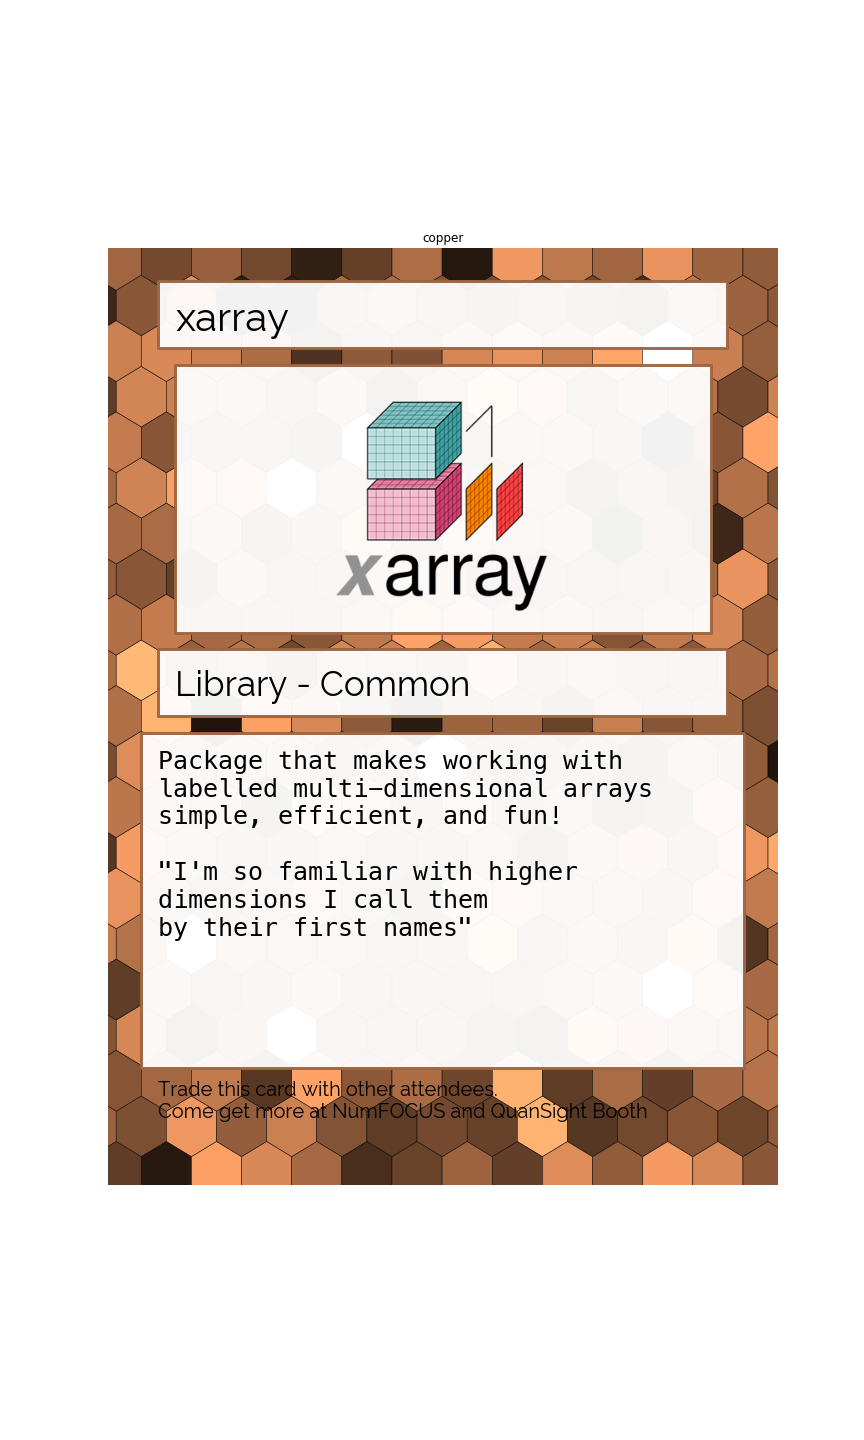 copper
xarray
xarray
Library - Common
Package that makes working with
labelled multi−dimensional arrays
simple, efficient, and fun!
"I'm so familiar with higher
dimensions I call them
by their first names"
Trade this card with other attendees.
Come get more at NumFOCUS and QuanSight Booth